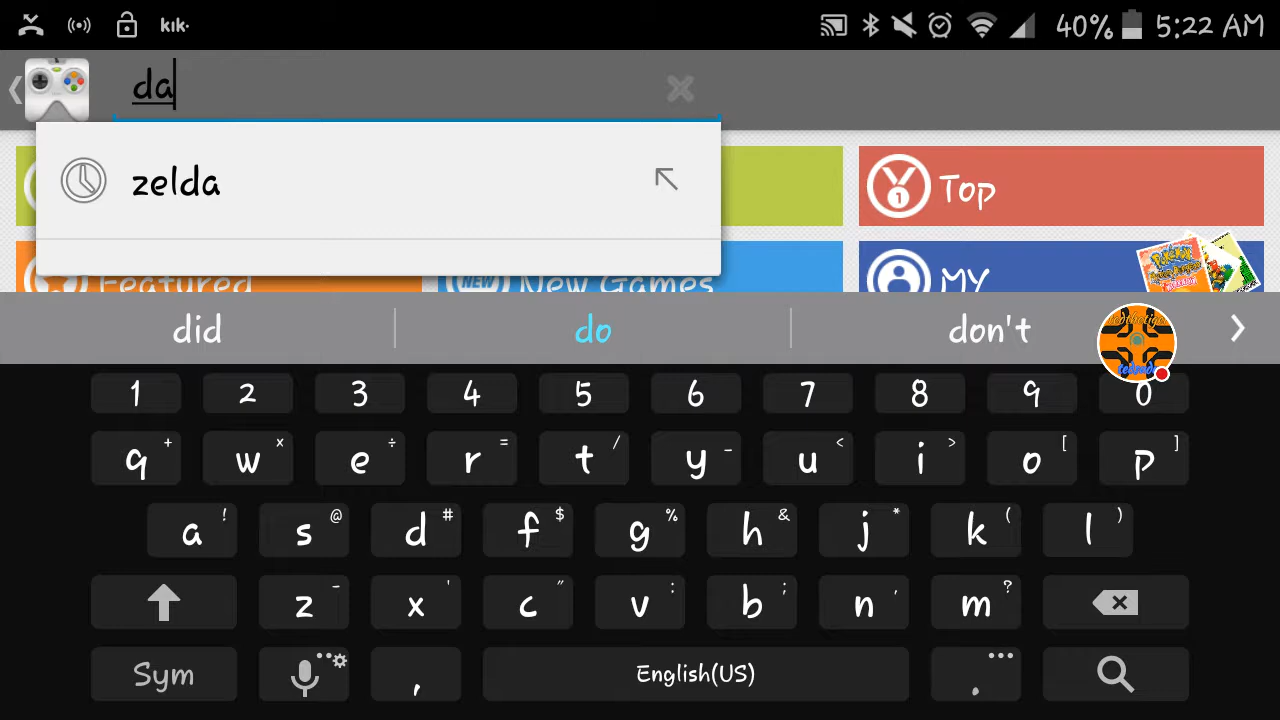 kik·
40% 5:22 AM
da
zelda
Top
Featured
New Games
MY
POKéMON
did
do
don't
1 2 3 4 5 6 7 8 9 0
q + w × e ÷ r = t / y - u < i > o [ p ]
a ! s @ d # f $ g % h & j * k ( l )
z - x ' c " v : b ; n , m ?
Sym , English(US) .